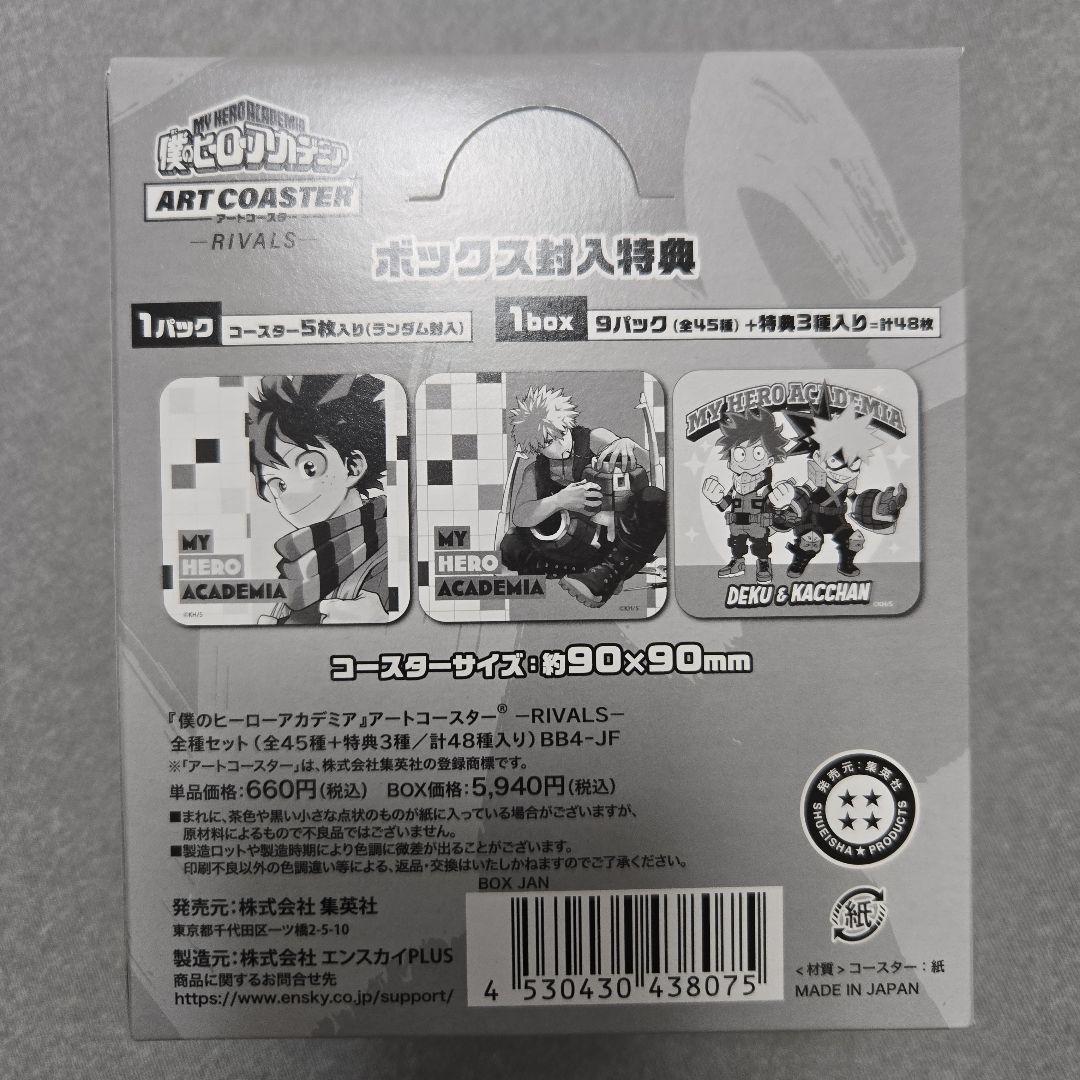 MY HERO ACADEMIA
僕のヒーローアカデミア
ART COASTER
アートコースター
—RIVALS—
ボックス封入特典
1パック コースター5枚入り(ランダム封入)
1box 9パック(全45種)+特典3種入り=計48枚
MY
HERO
ACADEMIA
©KH/S
MY
HERO
ACADEMIA
©KH/S
MY HERO ACADEMIA
DEKU & KACCHAN
©KH/S
コースターサイズ:約90×90mm
『僕のヒーローアカデミア』アートコースター® —RIVALS—
全種セット(全45種+特典3種/計48種入り)BB4-JF
※「アートコースター」は、株式会社集英社の登録商標です。
単品価格:660円(税込) BOX価格:5,940円(税込)
■まれに、茶色や黒い小さな点状のものが紙に入っている場合がございますが、
原材料によるもので不良品ではございません。
■製造ロットや製造時期により色調に微差が出ることがございます。
印刷不良以外の色調違い等による、返品・交換はいたしかねますのでご了承ください。
BOX JAN
発売元:株式会社 集英社
東京都千代田区一ツ橋2-5-10
製造元:株式会社 エンスカイPLUS
商品に関するお問合せ先
https://www.ensky.co.jp/support/
4 530430 438075
発売元:集英社
SHUEISHA★PRODUCTS
紙
<材質>コースター:紙
MADE IN JAPAN